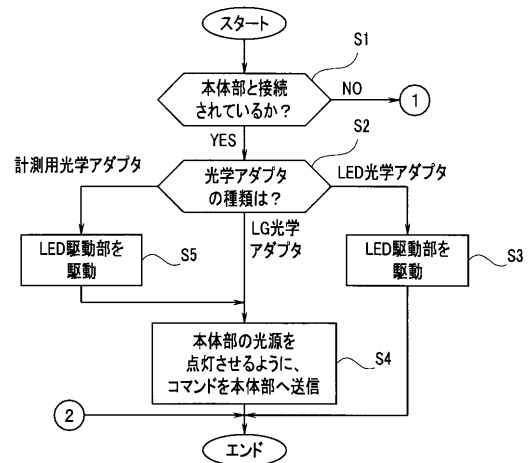 スタート
S1
本体部と接続
されているか?
NO
1
YES
S2
計測用光学アダプタ
光学アダプタ
の種類は?
LED光学アダプタ
LG光学
アダプタ
LED駆動部を
駆動
S5
LED駆動部を
駆動
S3
本体部の光源を
点灯させるように、
コマンドを本体部へ送信
S4
2
エンド